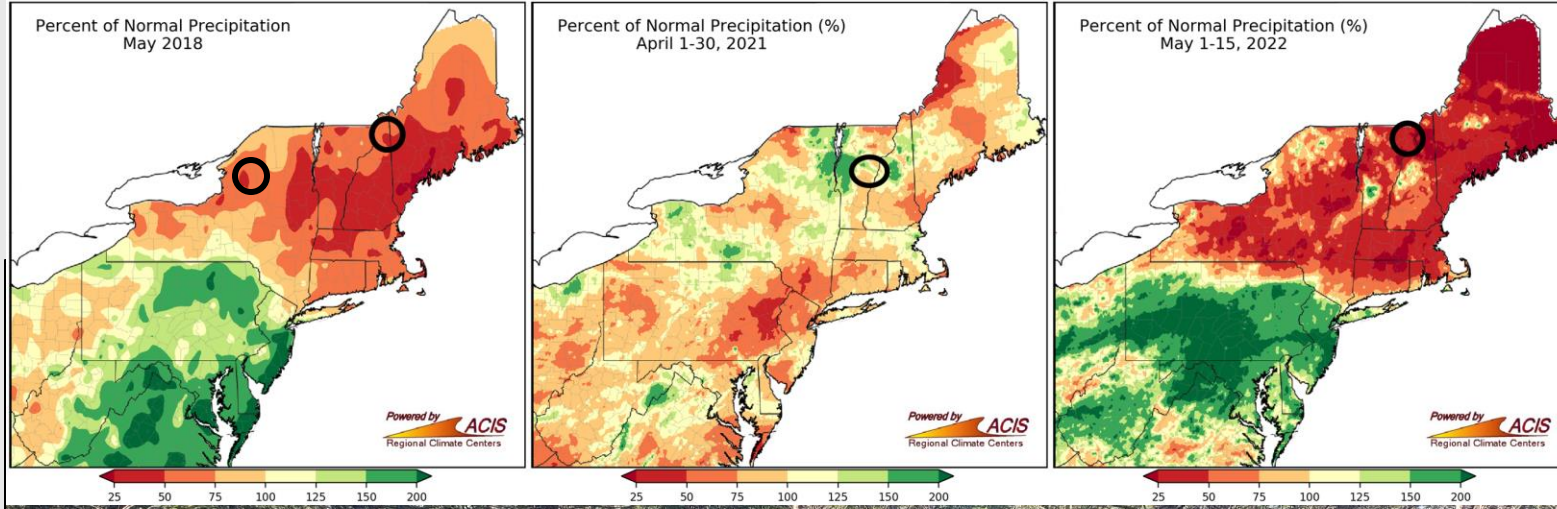 Percent of Normal Precipitation
May 2018
Powered by
ACIS
Regional Climate Centers
25 50 75 100 125 150 200
Percent of Normal Precipitation (%)
April 1-30, 2021
Powered by
ACIS
Regional Climate Centers
25 50 75 100 125 150 200
Percent of Normal Precipitation (%)
May 1-15, 2022
Powered by
ACIS
Regional Climate Centers
25 50 75 100 125 150 200